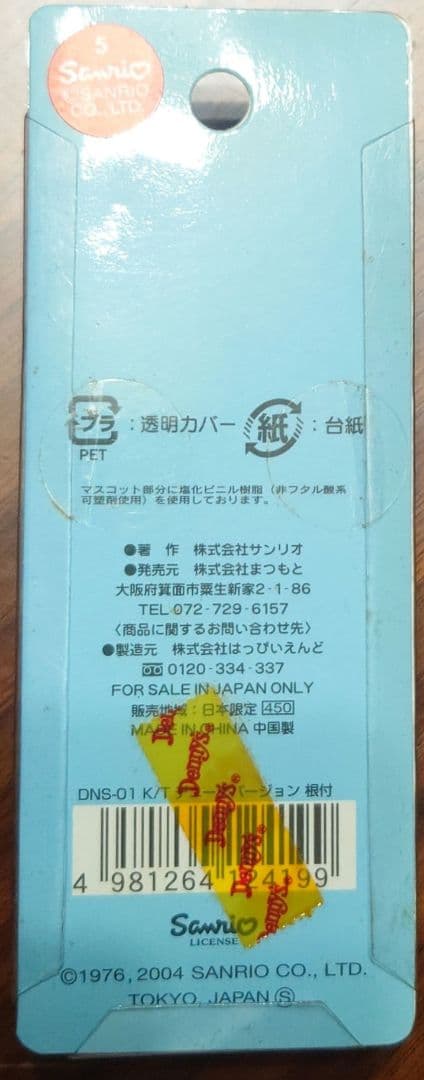 5
Sanrio
©SANRIO
CO., LTD.
プラ :透明カバー 紙 :台紙
PET
マスコット部分に塩化ビニル樹脂(非フタル酸系
可塑剤使用)を使用しております。
●著 作 株式会社サンリオ
●発売元 株式会社まつもと
大阪府箕面市粟生新家2-1-86
TEL 072-729-6157
〈商品に関するお問い合わせ先〉
●製造元 株式会社はっぴいえんど
0120-334-337
FOR SALE IN JAPAN ONLY
販売地域:日本限定 450
MADE IN CHINA 中国製
Denny's®
Denny's®
Denny's®
Denny's®
DNS-01 K/T バージョン 根付
4 981264 124199
Sanrio
LICENSE
©1976, 2004 SANRIO CO., LTD.
TOKYO, JAPAN Ⓢ